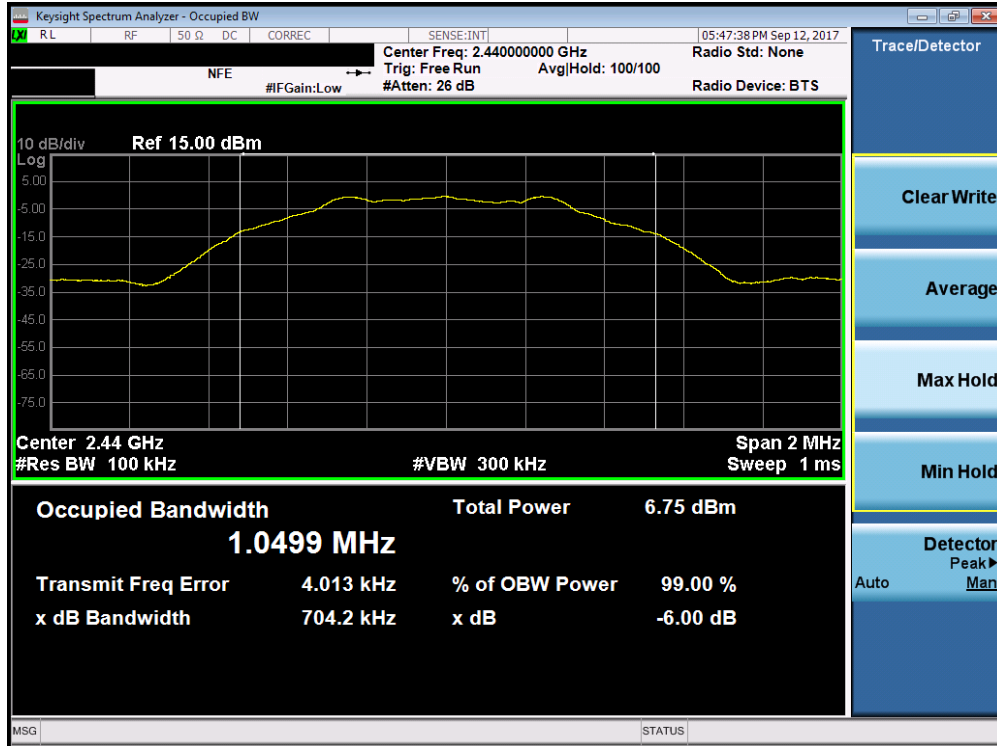 Keysight Spectrum Analyzer - Occupied BW
LXI RL RF 50 Ω DC CORREC SENSE:INT 05:47:38 PM Sep 12, 2017
Center Freq: 2.440000000 GHz Radio Std: None
NFE Trig: Free Run Avg|Hold: 100/100
#IFGain:Low #Atten: 26 dB Radio Device: BTS
10 dB/div Ref 15.00 dBm
Log
5.00
-5.00
-15.0
-25.0
-35.0
-45.0
-55.0
-65.0
-75.0
Center 2.44 GHz Span 2 MHz
#Res BW 100 kHz #VBW 300 kHz Sweep 1 ms
Occupied Bandwidth Total Power 6.75 dBm
1.0499 MHz
Transmit Freq Error 4.013 kHz % of OBW Power 99.00 %
x dB Bandwidth 704.2 kHz x dB -6.00 dB
MSG STATUS
Trace/Detector
Clear Write
Average
Max Hold
Min Hold
Detector
Peak▶
Auto Man